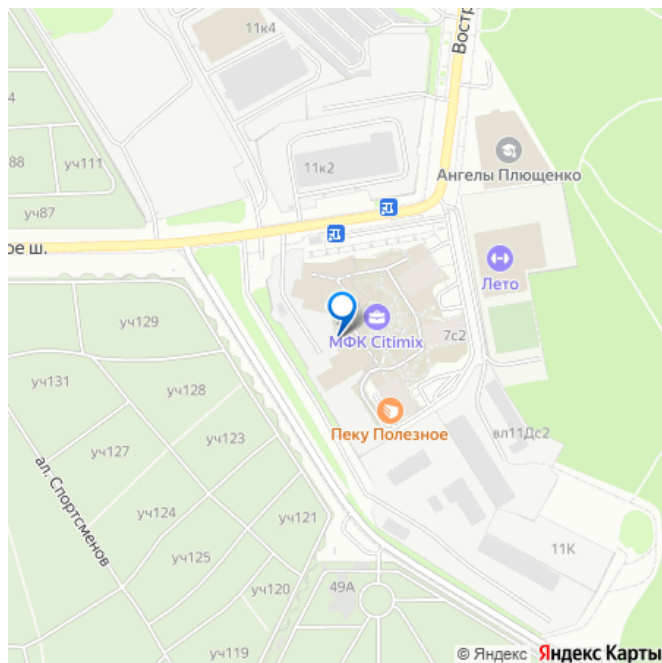 11к4
Востр
4
11к2
88
уч111
Ангелы Плющенко
уч87
ое ш.
Лето
уч129
МФК Citimix
7с2
уч131
уч128
Пеку Полезное
вл11Дс2
уч127
уч123
ал. Спортсменов
уч124
уч121
уч125
11К
уч120
49А
уч119
© Яндекс Яндекс Карты